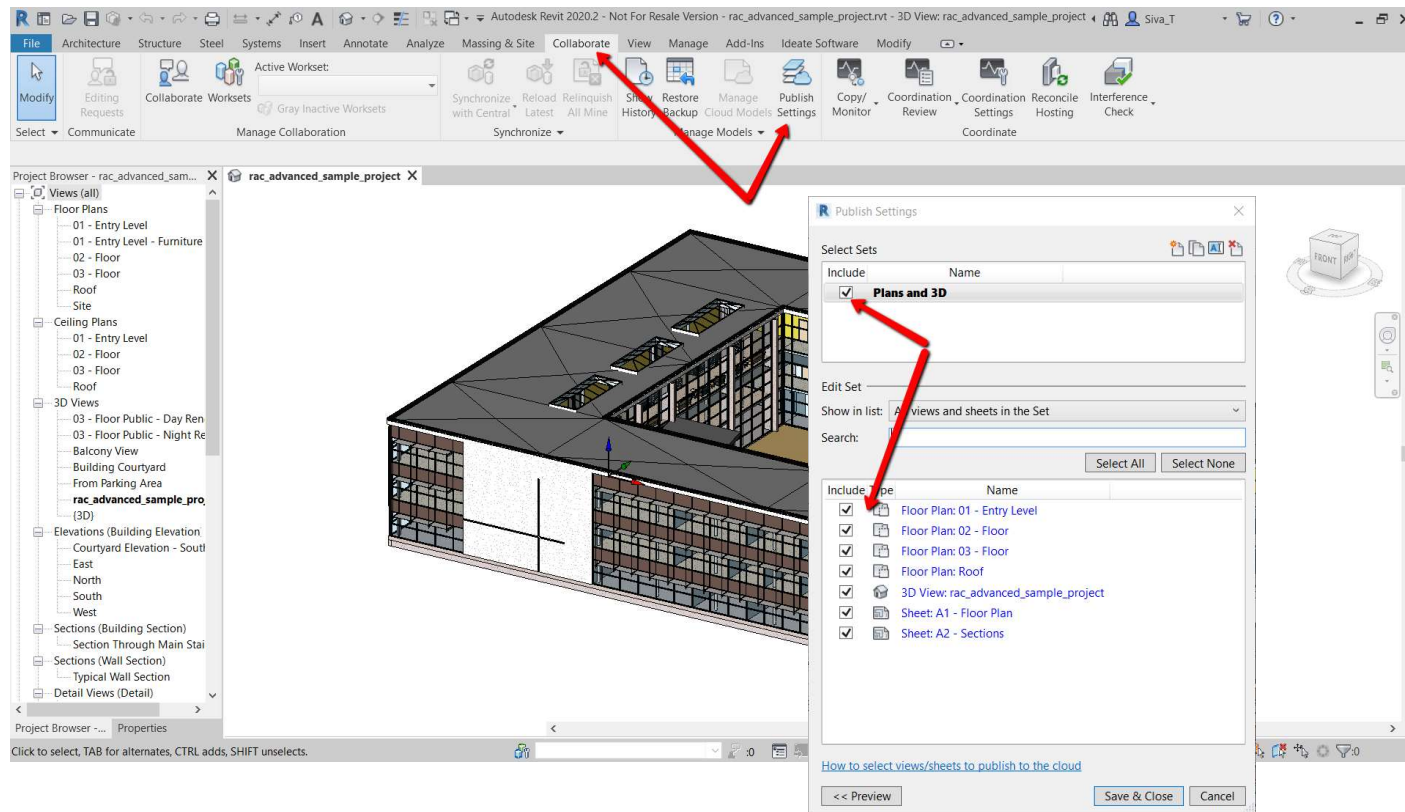 Autodesk Revit 2020.2 - Not For Resale Version - rac_advanced_sample_project.rvt - 3D View: rac_advanced_sample_project
Siva_T
File Architecture Structure Steel Systems Insert Annotate Analyze Massing & Site Collaborate View Manage Add-Ins Ideate Software Modify
Modify
Editing Requests
Collaborate
Worksets
Active Workset:
Gray Inactive Worksets
Synchronize with Central
Reload Latest
Relinquish All Mine
Show History
Restore Backup
Manage Cloud Models
Publish Settings
Copy/ Monitor
Coordination Review
Coordination Settings
Reconcile Hosting
Interference Check
Select Communicate Manage Collaboration Synchronize Manage Models Coordinate
Project Browser - rac_advanced_sam...
rac_advanced_sample_project
Views (all)
Floor Plans
01 - Entry Level
01 - Entry Level - Furniture
02 - Floor
03 - Floor
Roof
Site
Ceiling Plans
01 - Entry Level
02 - Floor
03 - Floor
Roof
3D Views
03 - Floor Public - Day Ren
03 - Floor Public - Night Re
Balcony View
Building Courtyard
From Parking Area
rac_advanced_sample_proj
{3D}
Elevations (Building Elevation
Courtyard Elevation - South
East
North
South
West
Sections (Building Section)
Section Through Main Stai
Sections (Wall Section)
Typical Wall Section
Detail Views (Detail)
Project Browser -... Properties
Click to select, TAB for alternates, CTRL adds, SHIFT unselects.
:0
:0
FRONT
Publish Settings
Select Sets
Include Name
Plans and 3D
Edit Set
Show in list: All views and sheets in the Set
Search:
Select All Select None
Include Type Name
Floor Plan: 01 - Entry Level
Floor Plan: 02 - Floor
Floor Plan: 03 - Floor
Floor Plan: Roof
3D View: rac_advanced_sample_project
Sheet: A1 - Floor Plan
Sheet: A2 - Sections
How to select views/sheets to publish to the cloud
<< Preview Save & Close Cancel